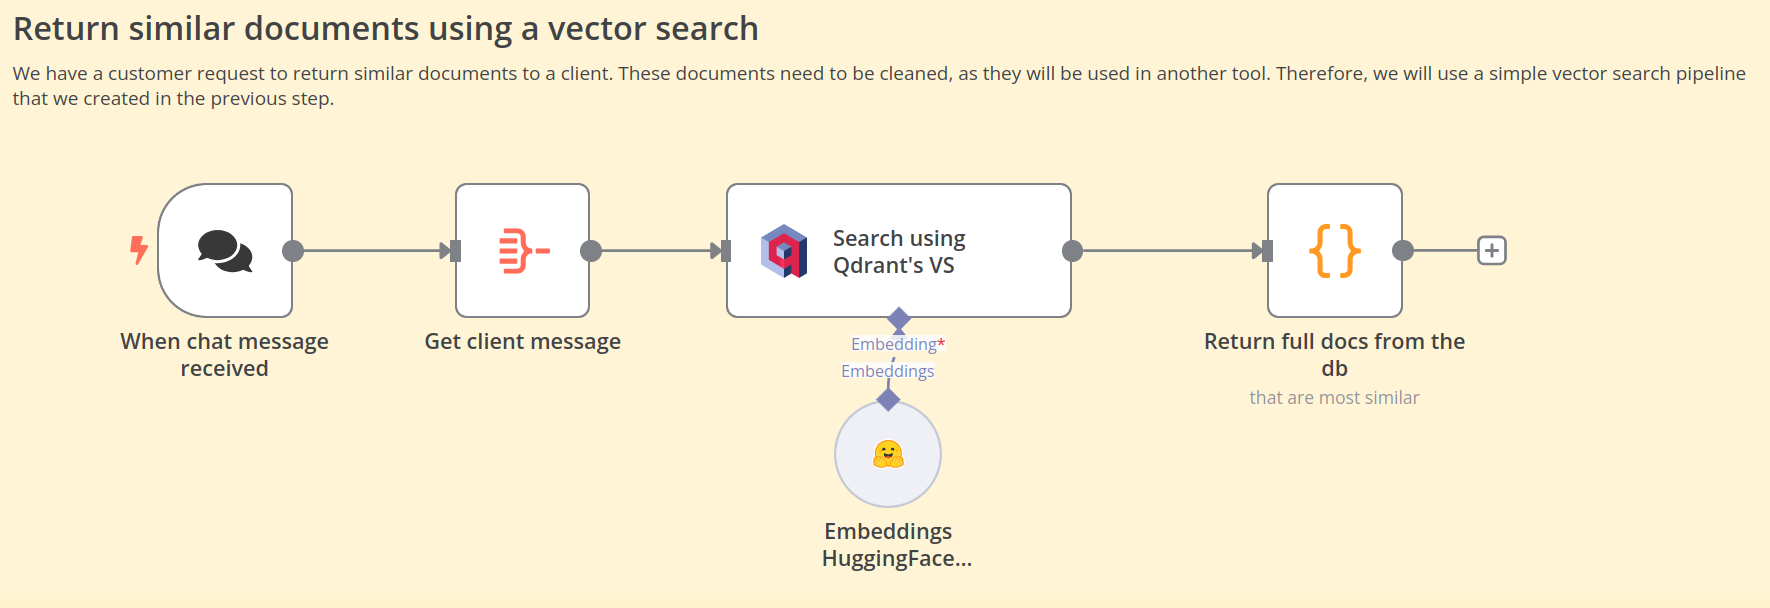 Return similar documents using a vector search
We have a customer request to return similar documents to a client. These documents need to be cleaned, as they will be used in another tool. Therefore, we will use a simple vector search pipeline
that we created in the previous step.
Search using
Qdrant's VS
When chat message
received
Get client message
Embedding*
Embeddings
Return full docs from the
db
that are most similar
Embeddings
HuggingFace...